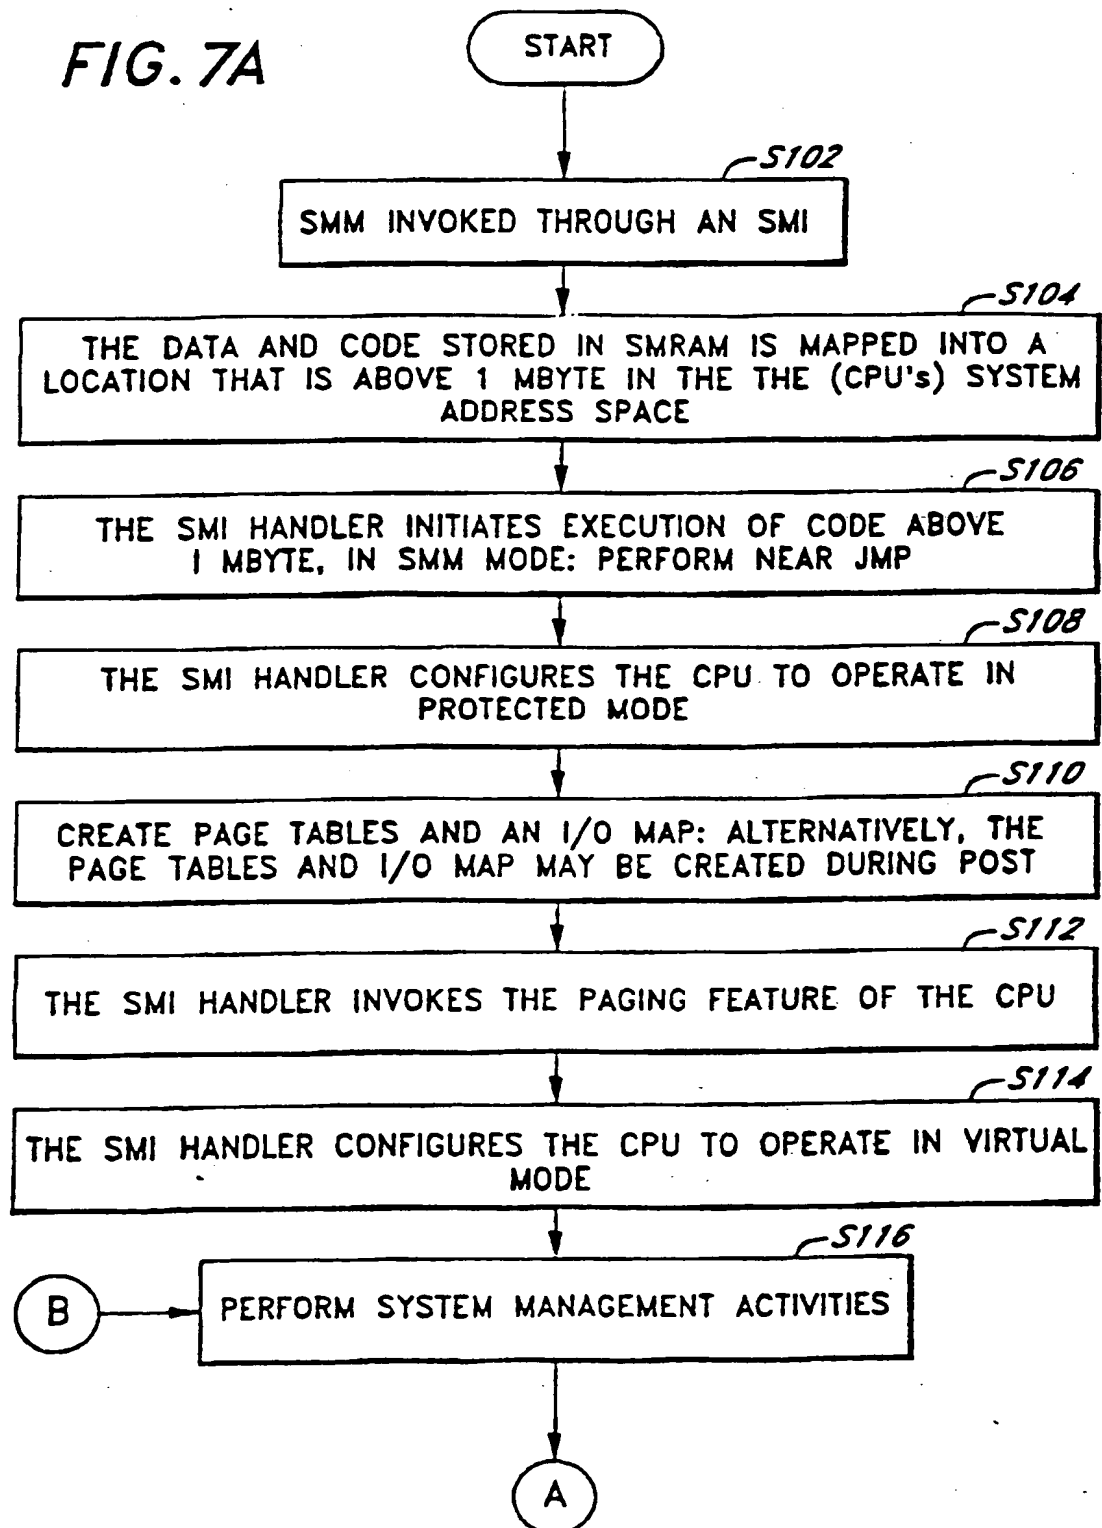 FIG. 7A
START
S102
SMM INVOKED THROUGH AN SMI
S104
THE DATA AND CODE STORED IN SMRAM IS MAPPED INTO A
LOCATION THAT IS ABOVE 1 MBYTE IN THE THE (CPU's) SYSTEM
ADDRESS SPACE
S106
THE SMI HANDLER INITIATES EXECUTION OF CODE ABOVE
1 MBYTE, IN SMM MODE: PERFORM NEAR JMP
S108
THE SMI HANDLER CONFIGURES THE CPU TO OPERATE IN
PROTECTED MODE
S110
CREATE PAGE TABLES AND AN I/O MAP: ALTERNATIVELY, THE
PAGE TABLES AND I/O MAP MAY BE CREATED DURING POST
S112
THE SMI HANDLER INVOKES THE PAGING FEATURE OF THE CPU
S114
THE SMI HANDLER CONFIGURES THE CPU TO OPERATE IN VIRTUAL
MODE
S116
B
PERFORM SYSTEM MANAGEMENT ACTIVITIES
A